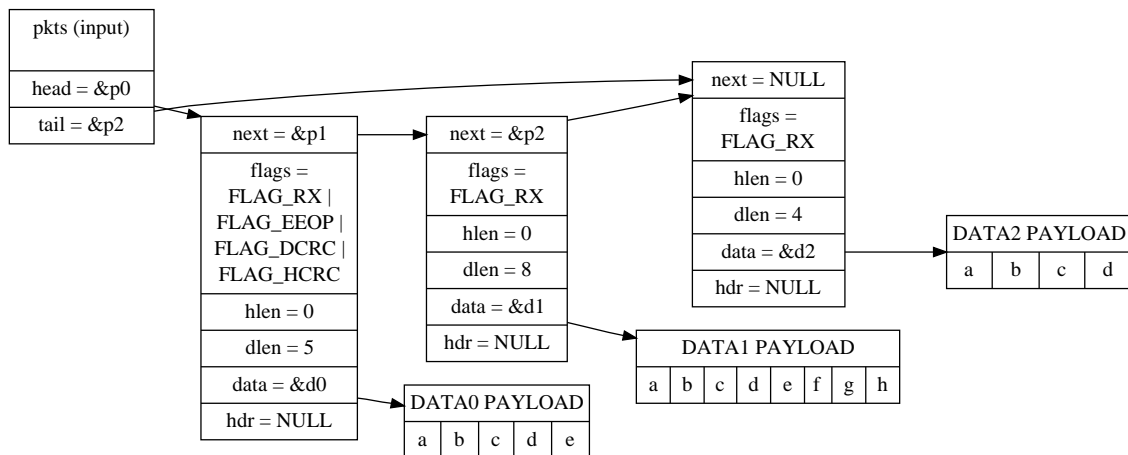 pkts (input)
head = &p0
tail = &p2
next = &p1
flags =
FLAG_RX |
FLAG_EEOP |
FLAG_DCRC |
FLAG_HCRC
hlen = 0
dlen = 5
data = &d0
hdr = NULL
next = &p2
flags =
FLAG_RX
hlen = 0
dlen = 8
data = &d1
hdr = NULL
next = NULL
flags =
FLAG_RX
hlen = 0
dlen = 4
data = &d2
hdr = NULL
DATA0 PAYLOAD
a b c d e
DATA1 PAYLOAD
a b c d e f g h
DATA2 PAYLOAD
a b c d